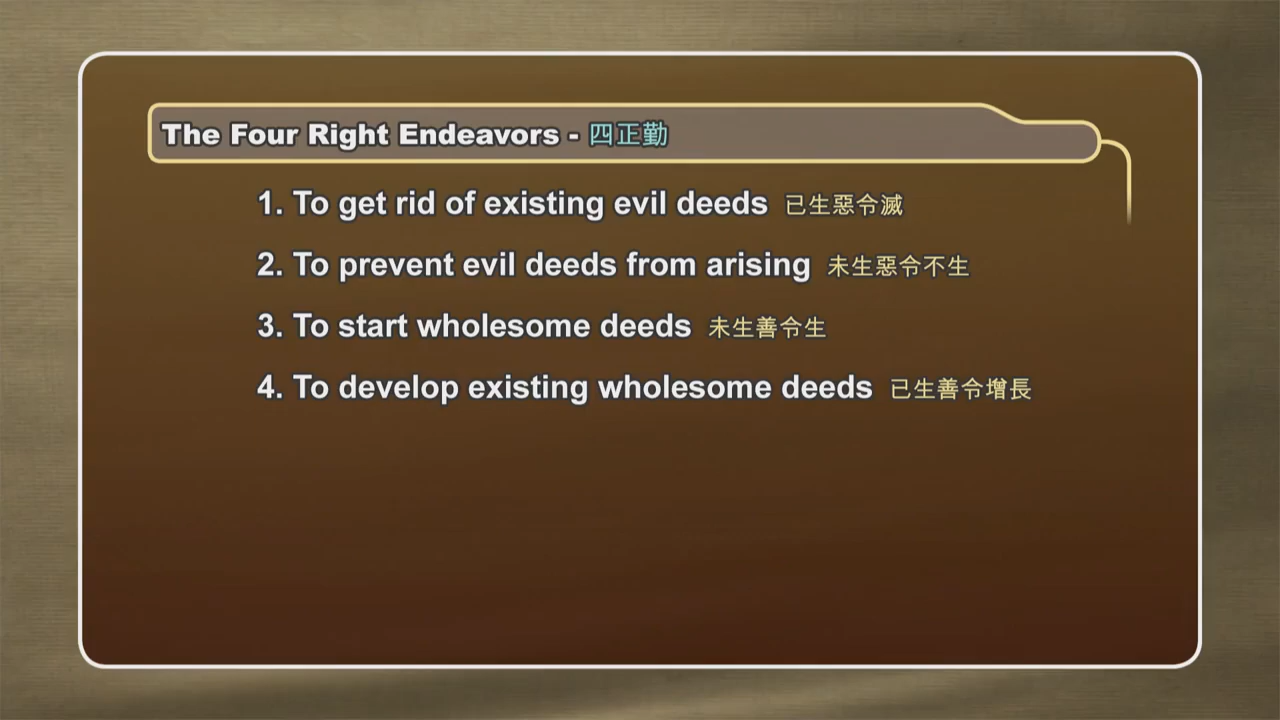 The Four Right Endeavors - 四正勤
1. To get rid of existing evil deeds 已生惡令滅
2. To prevent evil deeds from arising 未生惡令不生
3. To start wholesome deeds 未生善令生
4. To develop existing wholesome deeds 已生善令增長